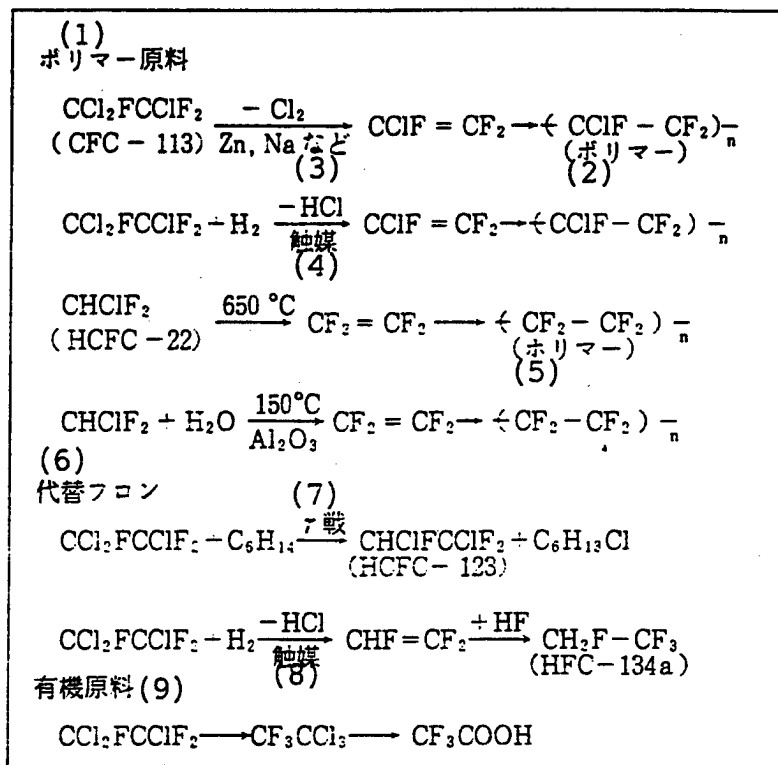 (1)
ポリマー原料
CCl₂FCClF₂ − Cl₂ → CClF = CF₂ → ( CClF − CF₂ )n
(CFC − 113) Zn, Na など (ポリマー)
(3) (2)
CCl₂FCClF₂ + H₂ −HCl → CClF = CF₂ → ( CClF − CF₂ ) n
触媒
(4)
CHClF₂ 650 °C → CF₂ = CF₂ → ( CF₂ − CF₂ ) n
(HCFC − 22) (ポリマー)
(5)
CHClF₂ + H₂O 150°C → CF₂ = CF₂ → ( CF₂ − CF₂ ) n
Al₂O₃
(6)
代替フロン (7)
CCl₂FCClF₂ + C₆H₁₄ γ戦 → CHClFCClF₂ + C₆H₁₃Cl
(HCFC − 123)
CCl₂FCClF₂ + H₂ −HCl → CHF = CF₂ +HF → CH₂F − CF₃
触媒 (HFC − 134a)
(8)
有機原料 (9)
CCl₂FCClF₂ → CF₃CCl₃ → CF₃COOH